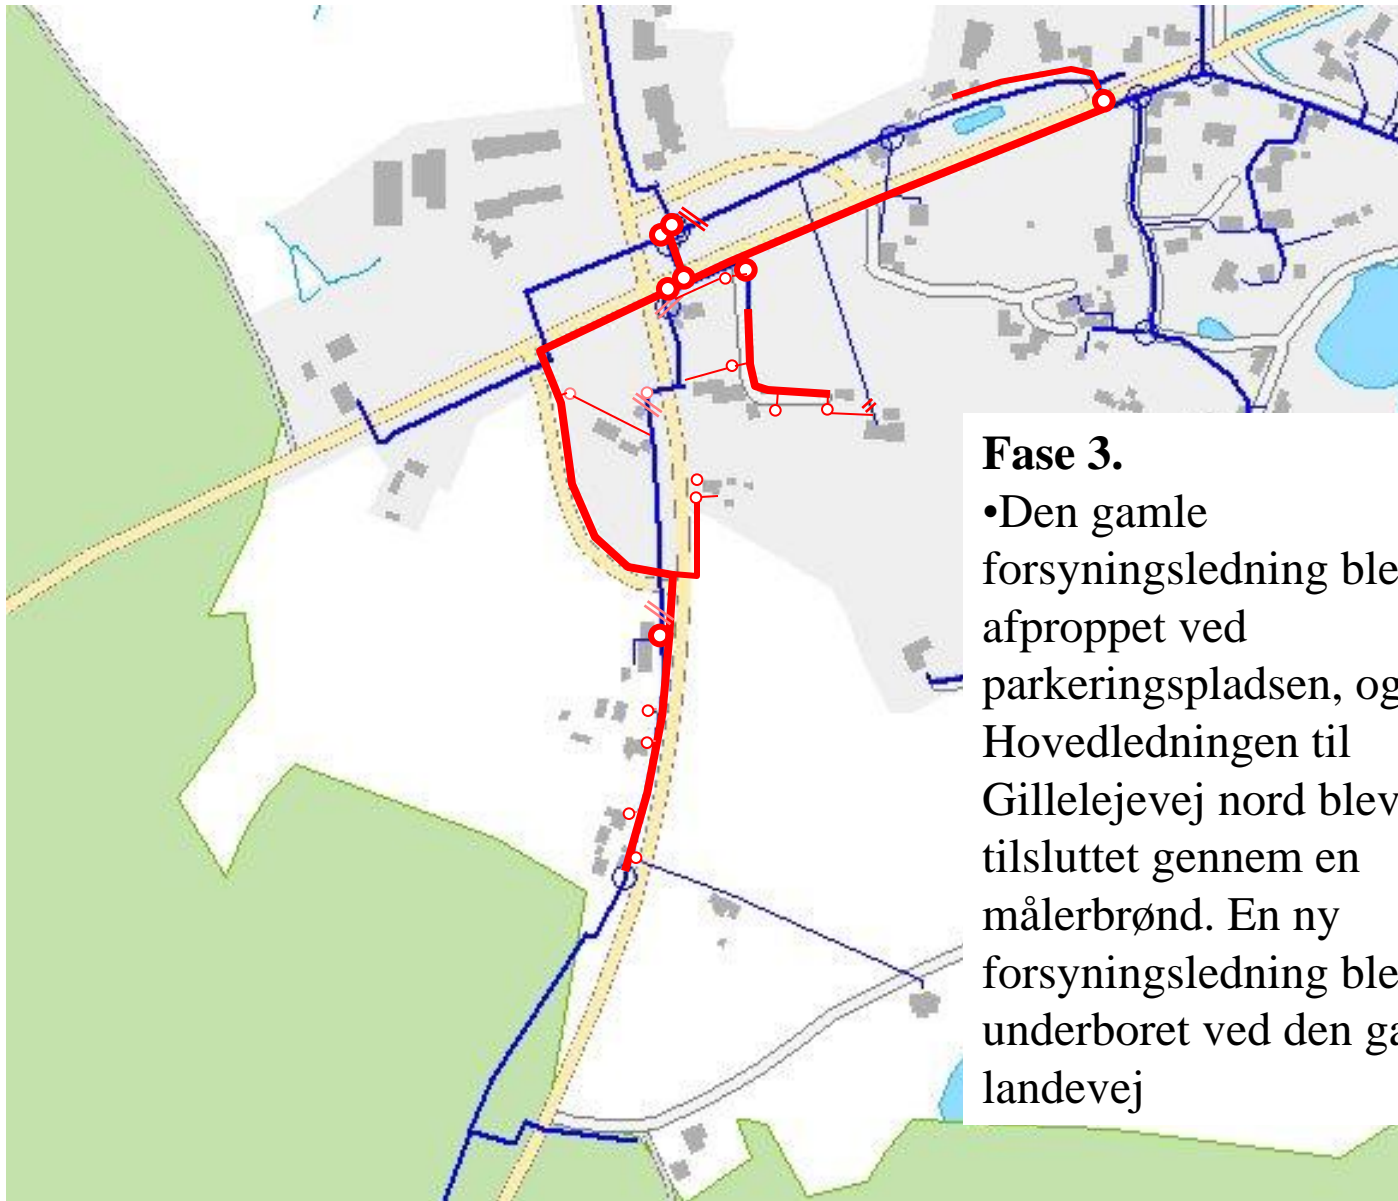 Fase 3.
•Den gamle
forsyningsledning ble
afproppet ved
parkeringspladsen, og
Hovedledningen til
Gillelejevej nord blev
tilsluttet gennem en
målerbrønd. En ny
forsyningsledning ble
underboret ved den ga
landevej